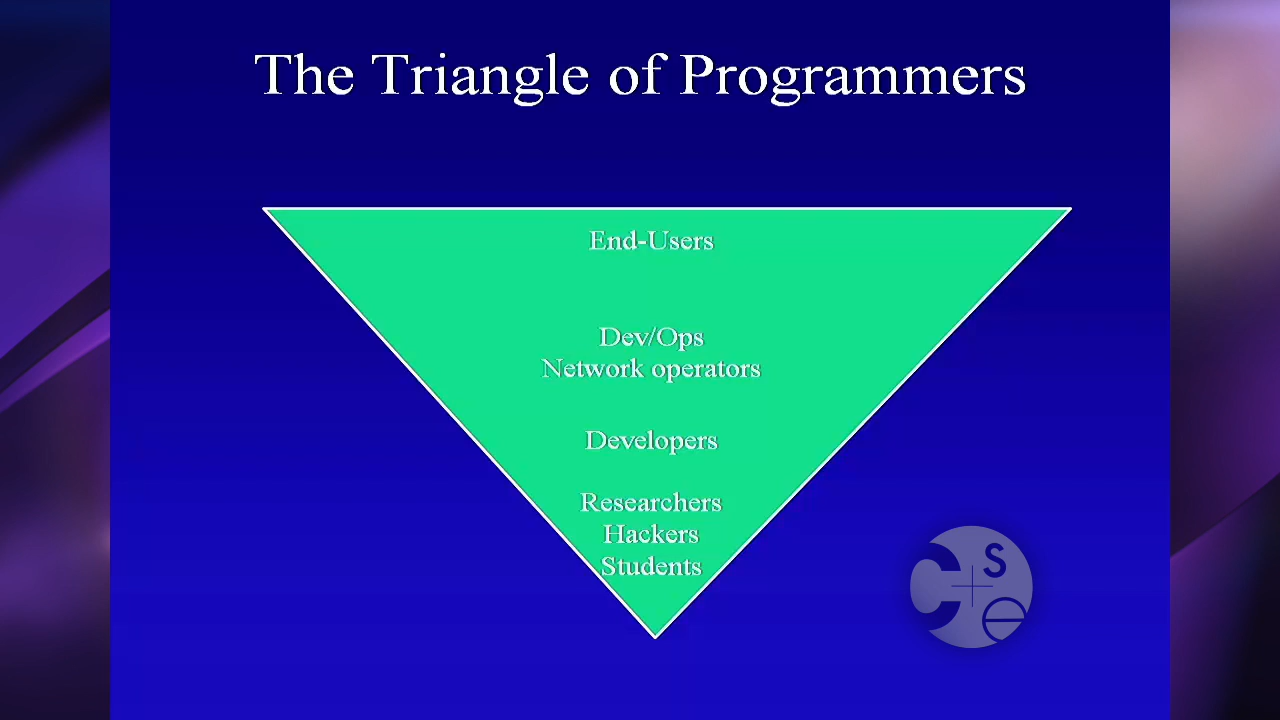 The Triangle of Programmers
End-Users
Dev/Ops
Network operators
Developers
Researchers
Hackers
Students
C
s
e